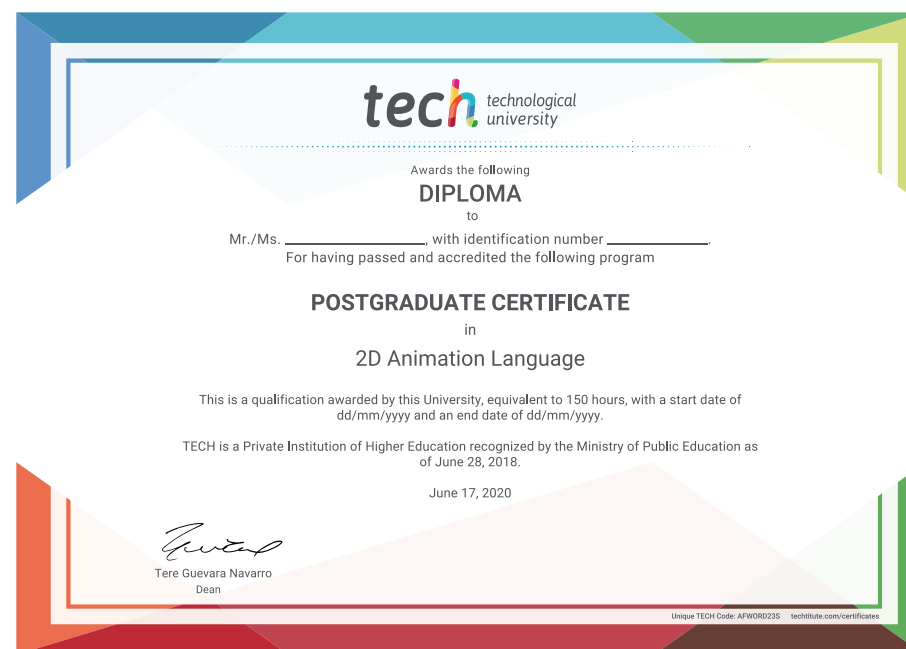 tech technological
university
Awards the following
DIPLOMA
to
Mr./Ms. ____________________, with identification number ______________.
For having passed and accredited the following program
POSTGRADUATE CERTIFICATE
in
2D Animation Language
This is a qualification awarded by this University, equivalent to 150 hours, with a start date of
dd/mm/yyyy and an end date of dd/mm/yyyy.
TECH is a Private Institution of Higher Education recognized by the Ministry of Public Education as
of June 28, 2018.
June 17, 2020
Tere Guevara Navarro
Dean
Unique TECH Code: AFWORD23S techtitute.com/certificates